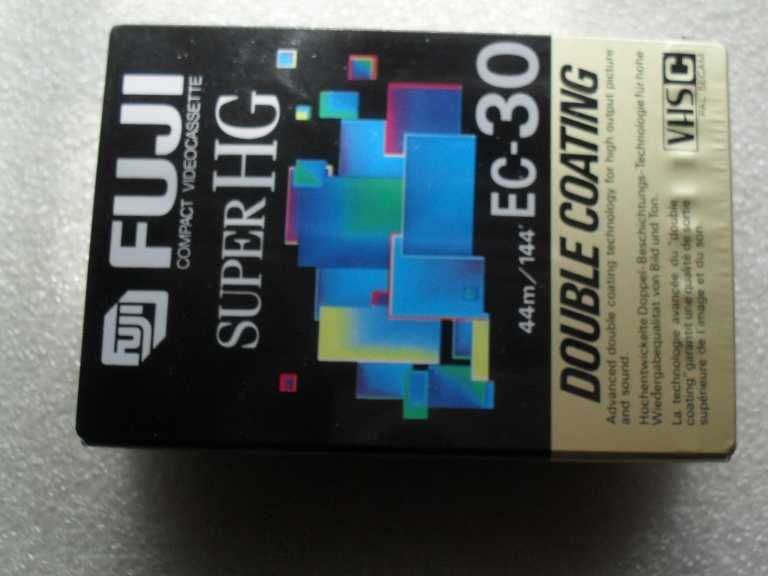 FUJI
FUJI
COMPACT VIDEOCASSETTE
SUPER HG
44m/144' EC-30
DOUBLE COATING
VHS C
PAL SECAM
Advanced double coating technology for high output picture
and sound.
Hochentwickelte Doppel-Beschichtungs-Technologie für hohe
Wiedergabequalität von Bild und Ton.
La technologie avancée du "double
coating" garantit une qualité de sortie
supérieure de l'image et du son.